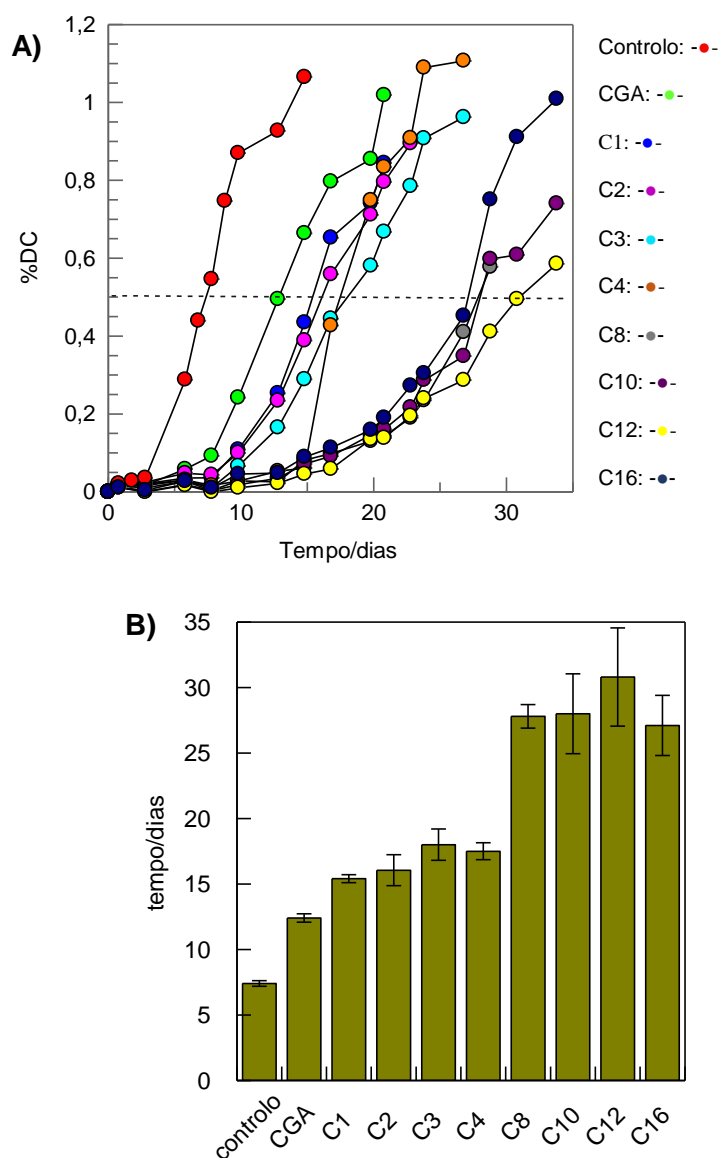 A)
%DC
1,2
1
0,8
0,6
0,4
0,2
0
0 10 20 30
Tempo/dias
Controlo: -●-
CGA: -●-
C1: -●-
C2: -●-
C3: -●-
C4: -●-
C8: -●-
C10: -●-
C12: -●-
C16: -●-
B)
tempo/dias
35
30
25
20
15
10
5
0
controlo CGA C1 C2 C3 C4 C8 C10 C12 C16